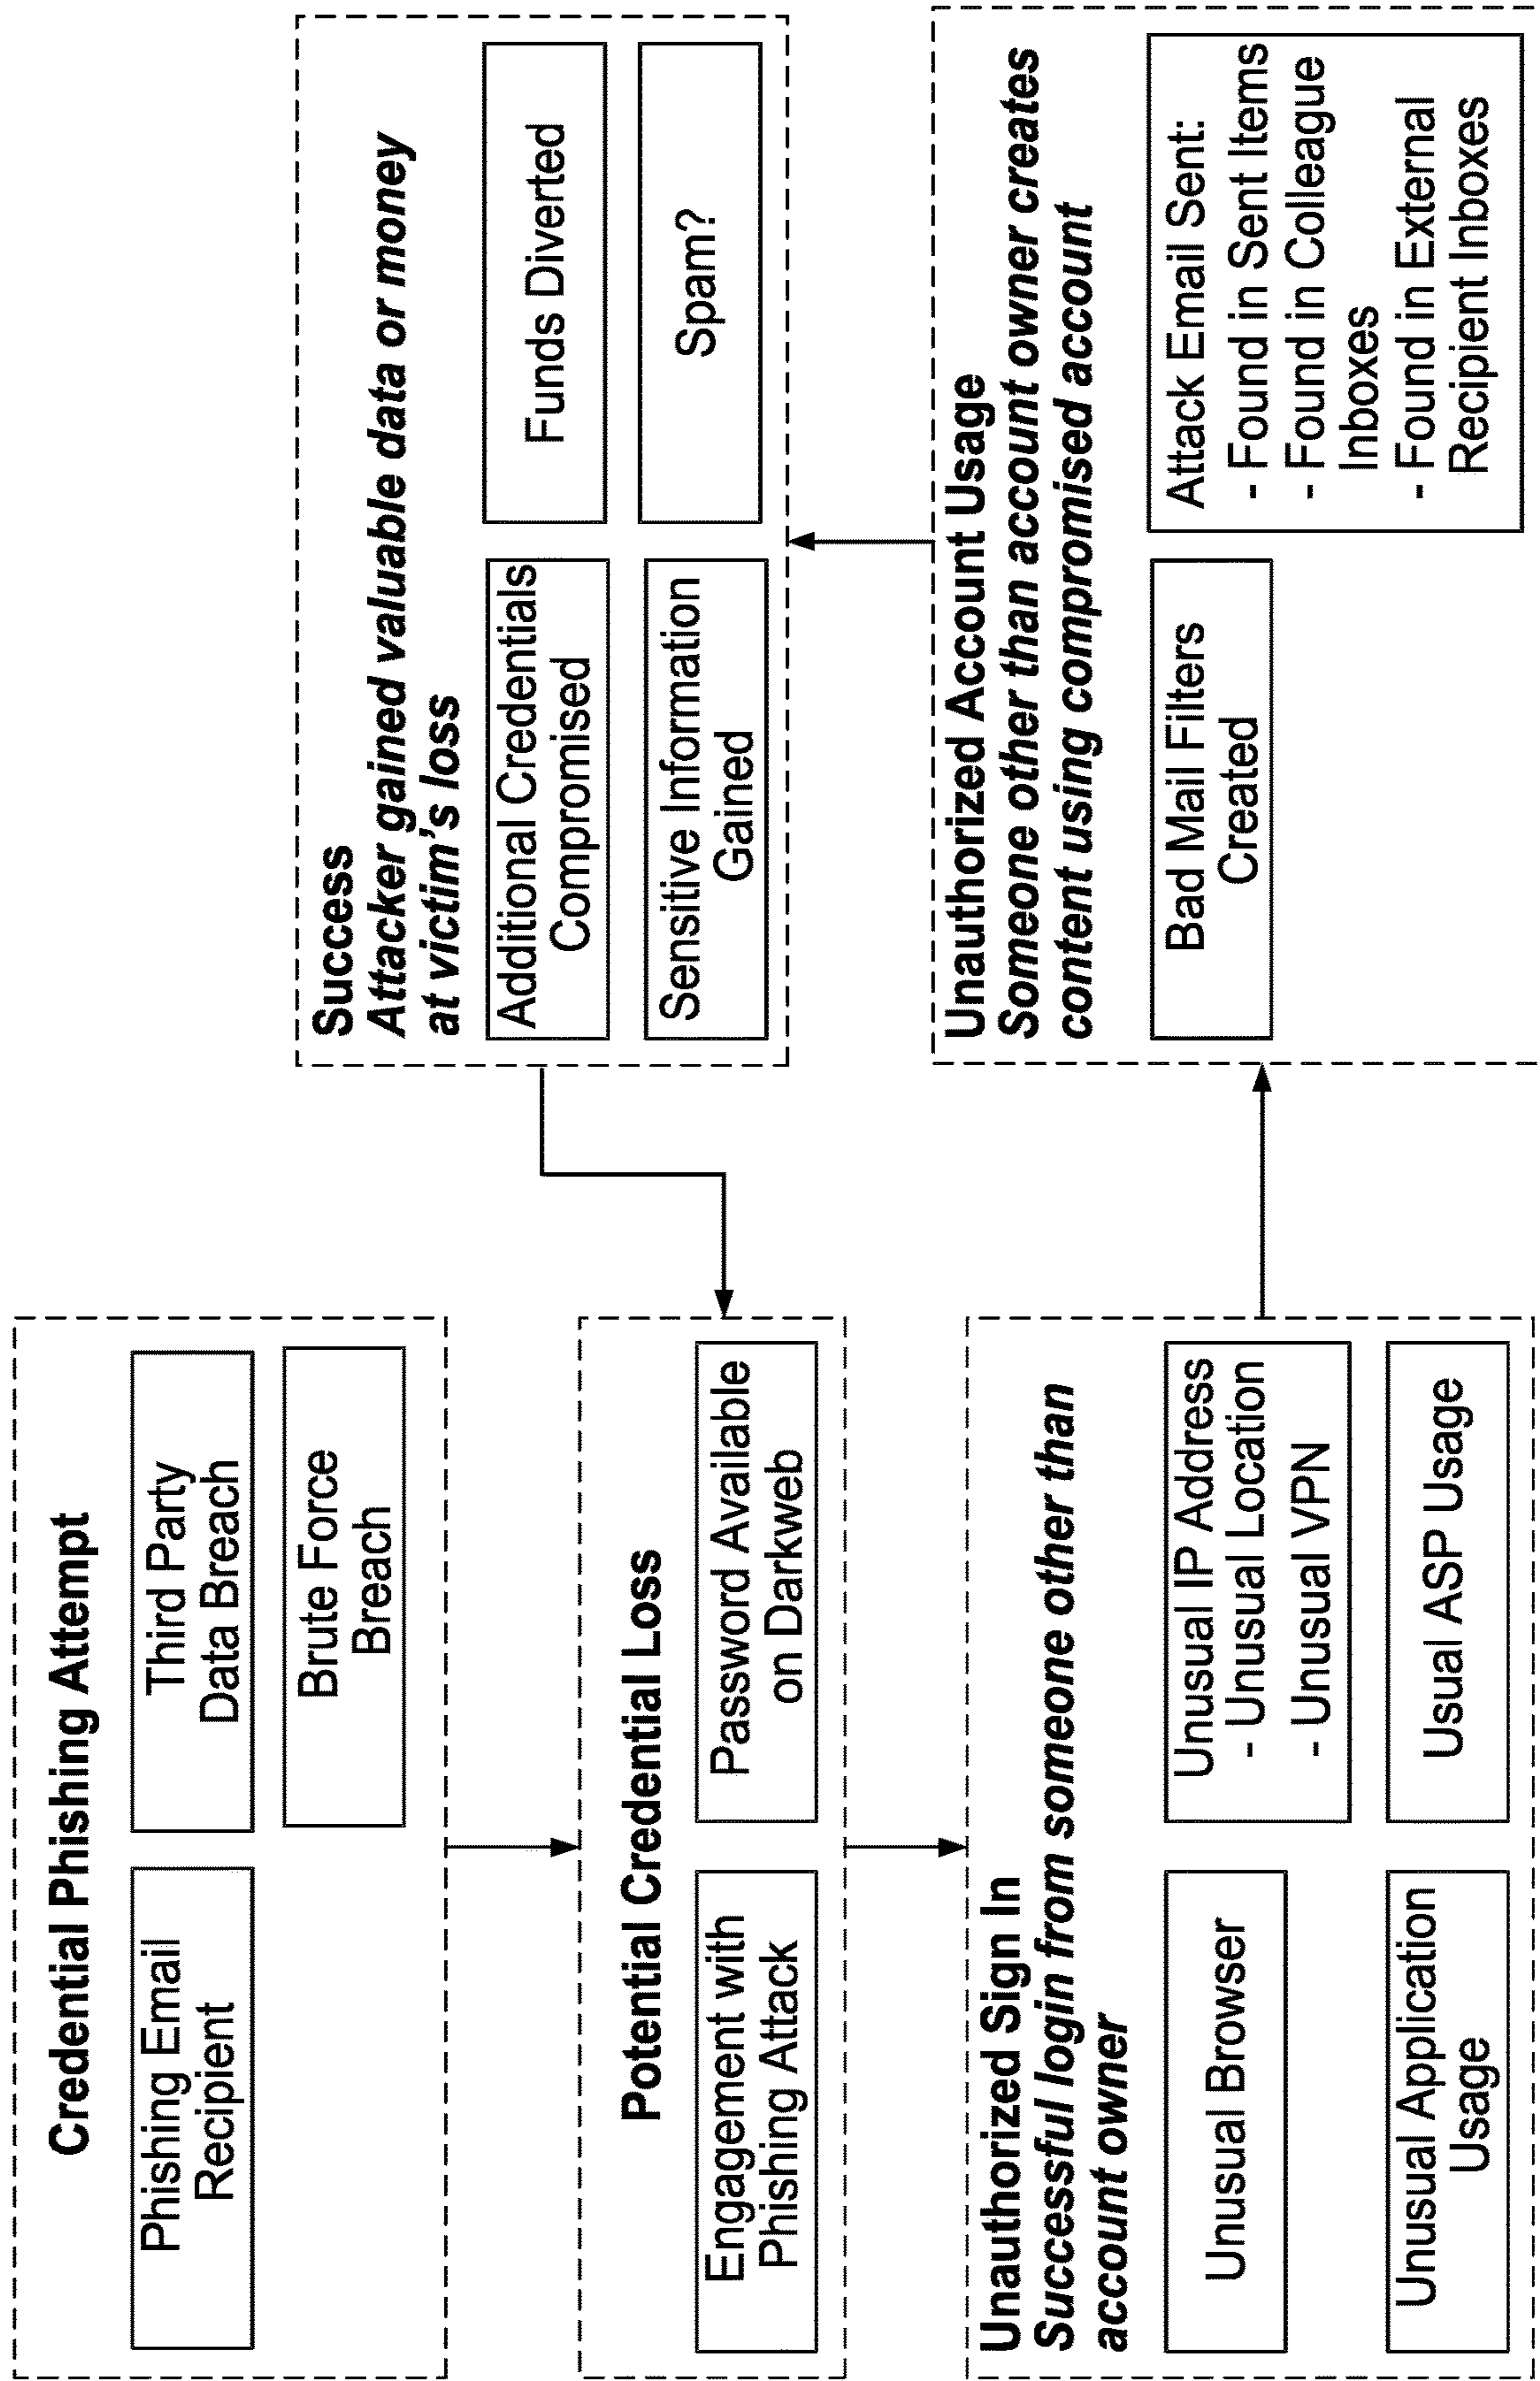 Credential Phishing Attempt
Phishing Email
Recipient
Third Party
Data Breach
Brute Force
Breach
Potential Credential Loss
Engagement with
Phishing Attack
Password Available
on Darkweb
Unauthorized Sign In
Successful login from someone other than
account owner
Unusual Browser
Unusual IP Address
- Unusual Location
- Unusual VPN
Unusual Application
Usage
Usual ASP Usage
Success
Attacker gained valuable data or money
at victim's loss
Additional Credentials
Compromised
Funds Diverted
Sensitive Information
Gained
Spam?
Unauthorized Account Usage
Someone other than account owner creates
content using compromised account
Bad Mail Filters
Created
Attack Email Sent:
- Found in Sent Items
- Found in Colleague
Inboxes
- Found in External
Recipient Inboxes